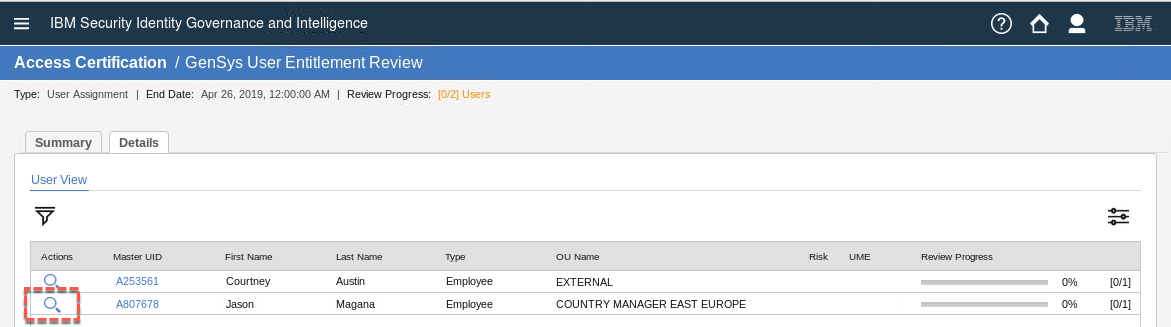 IBM Security Identity Governance and Intelligence
IBM
Access Certification / GenSys User Entitlement Review
Type: User Assignment | End Date: Apr 26, 2019, 12:00:00 AM | Review Progress: [0/2] Users
Summary Details
User View
Actions Master UID First Name Last Name Type OU Name Risk UME Review Progress
A253561 Courtney Austin Employee EXTERNAL 0% [0/1]
A807678 Jason Magana Employee COUNTRY MANAGER EAST EUROPE 0% [0/1]